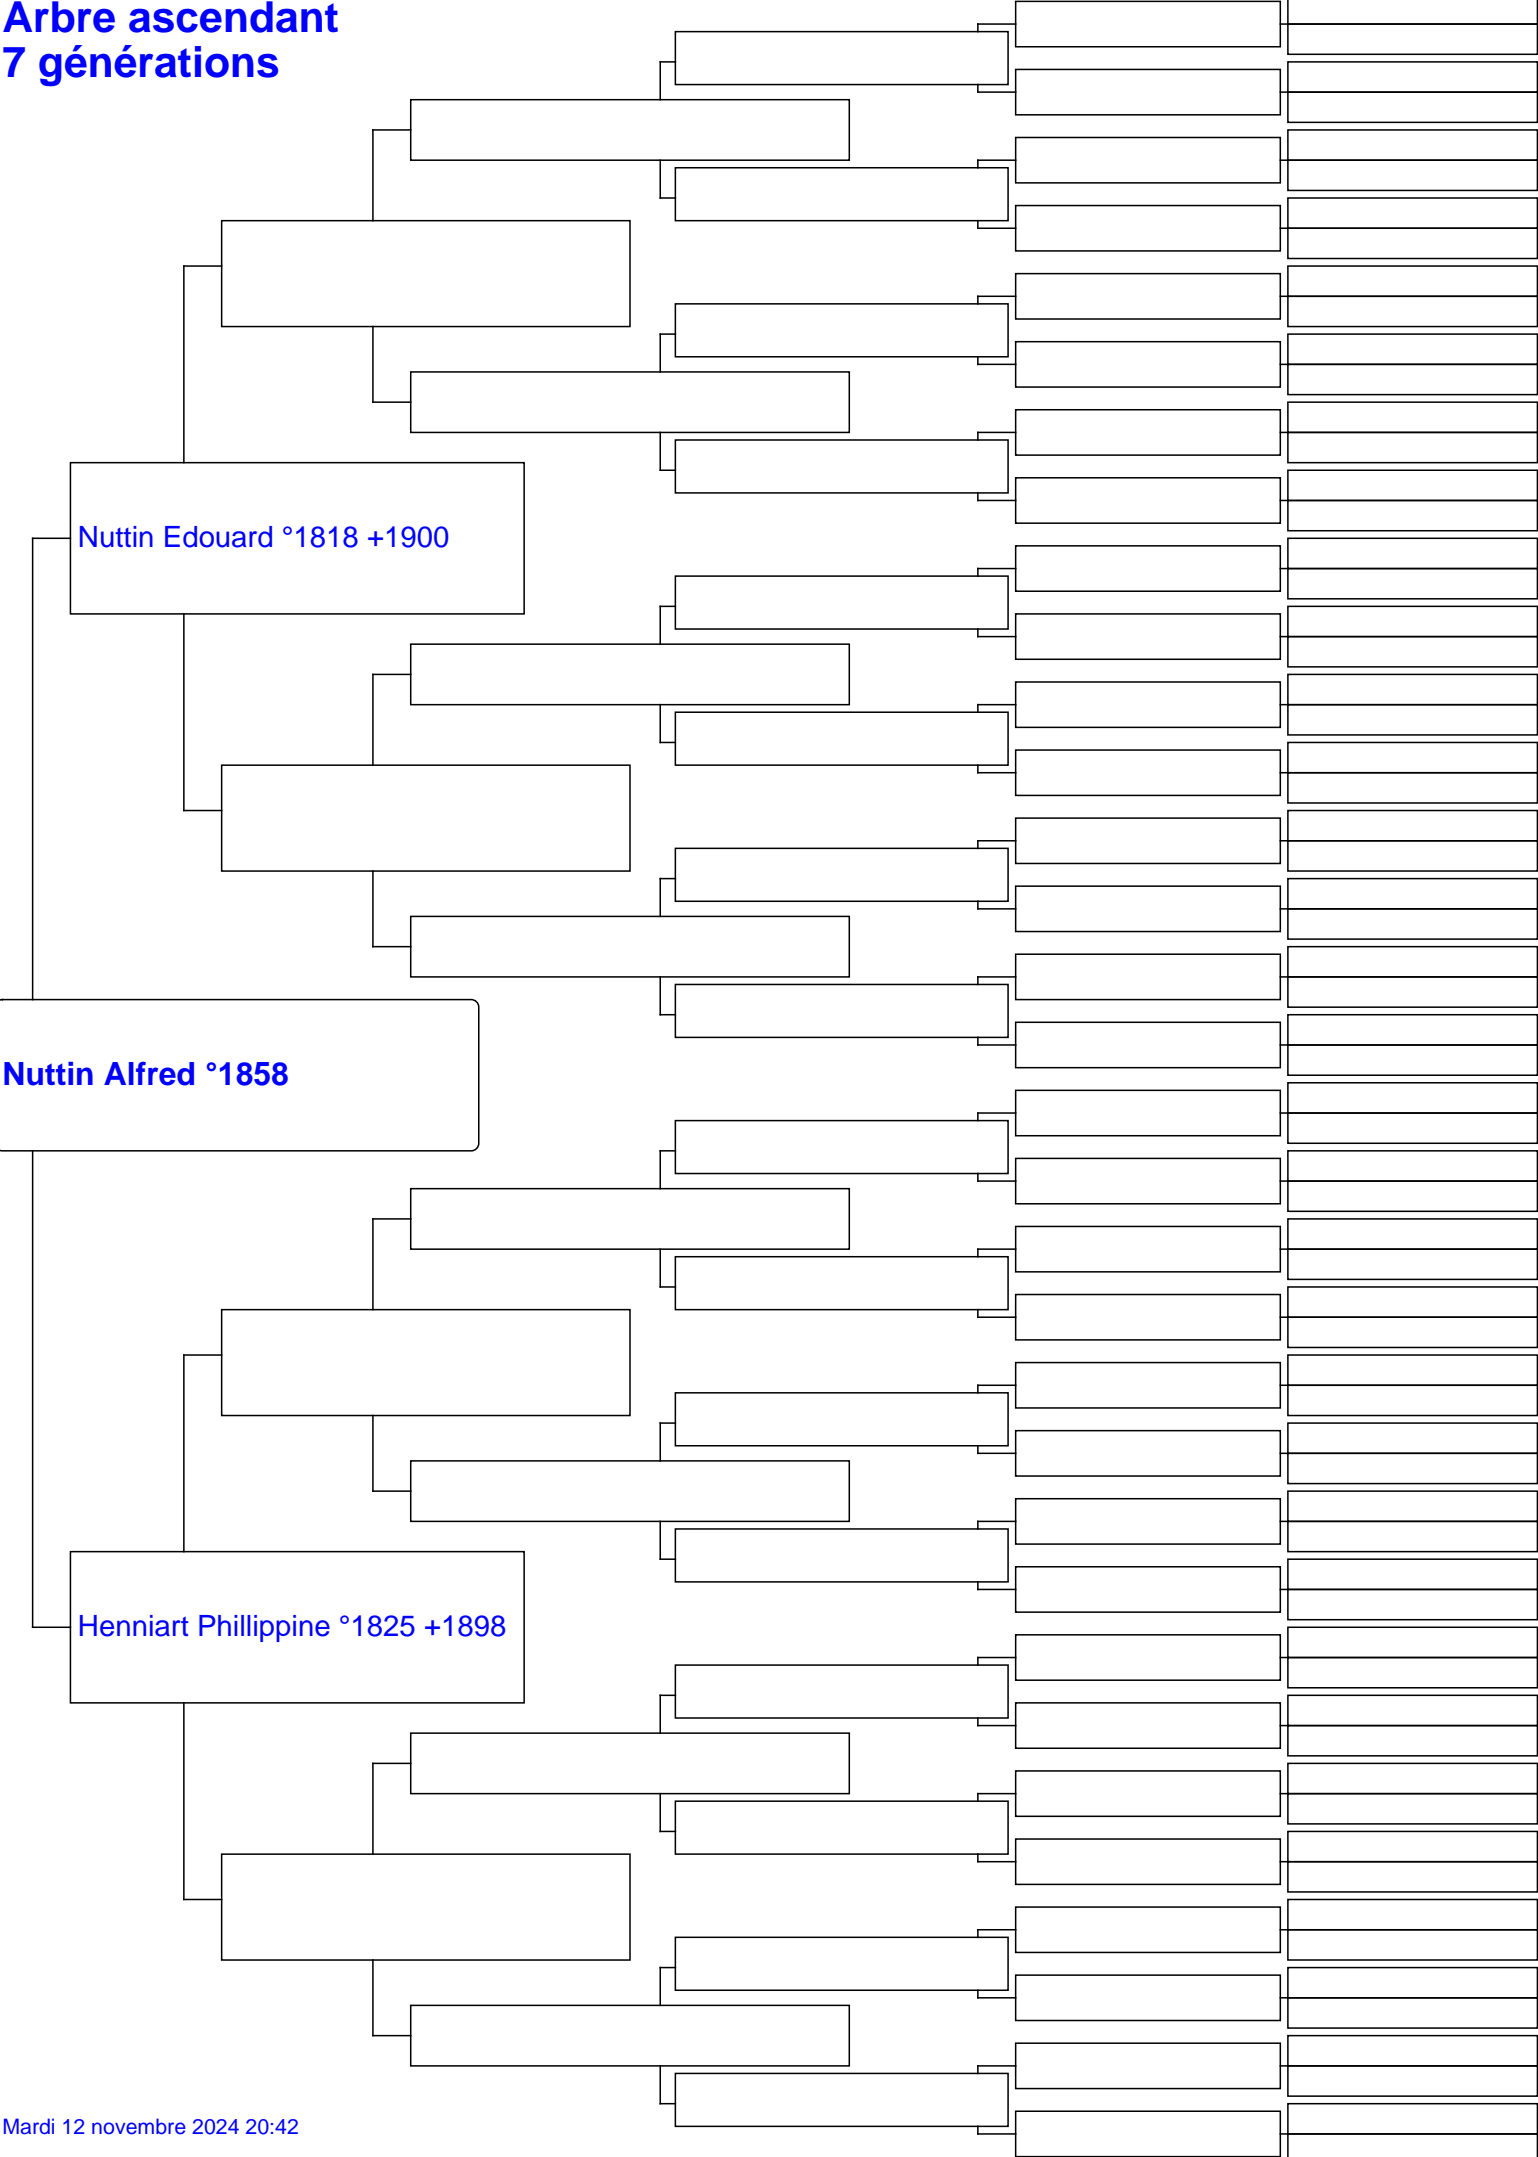 Arbre ascendant
7 générations
Nuttin Edouard °1818 +1900
Nuttin Alfred °1858
Henniart Phillippine °1825 +1898
Mardi 12 novembre 2024 20:42